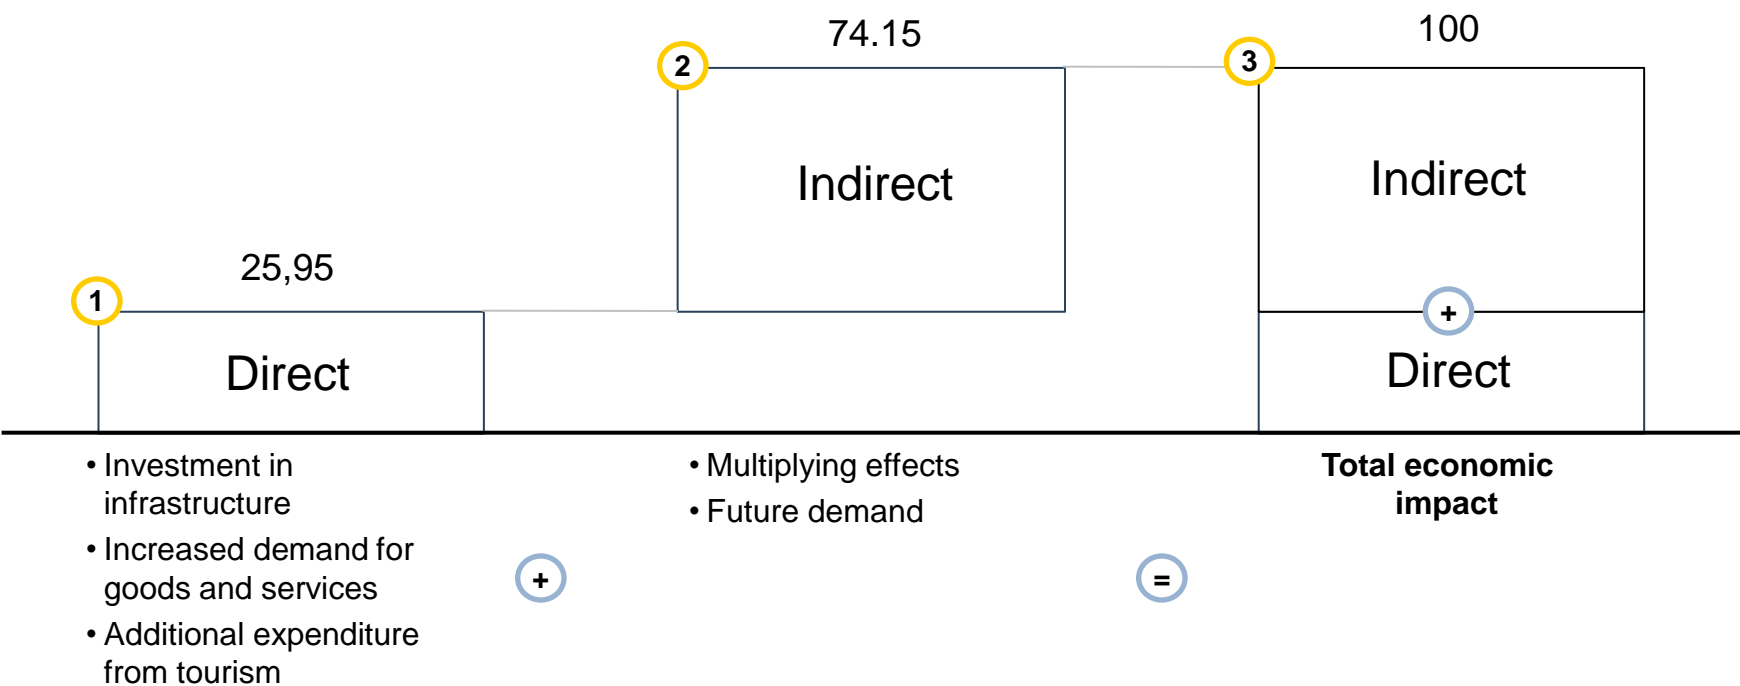 74.15
100
2
3
Indirect
Indirect
25,95
1
+
Direct
Direct
• Investment in
infrastructure
• Increased demand for
goods and services
• Additional expenditure
from tourism
+
• Multiplying effects
• Future demand
=
Total economic
impact